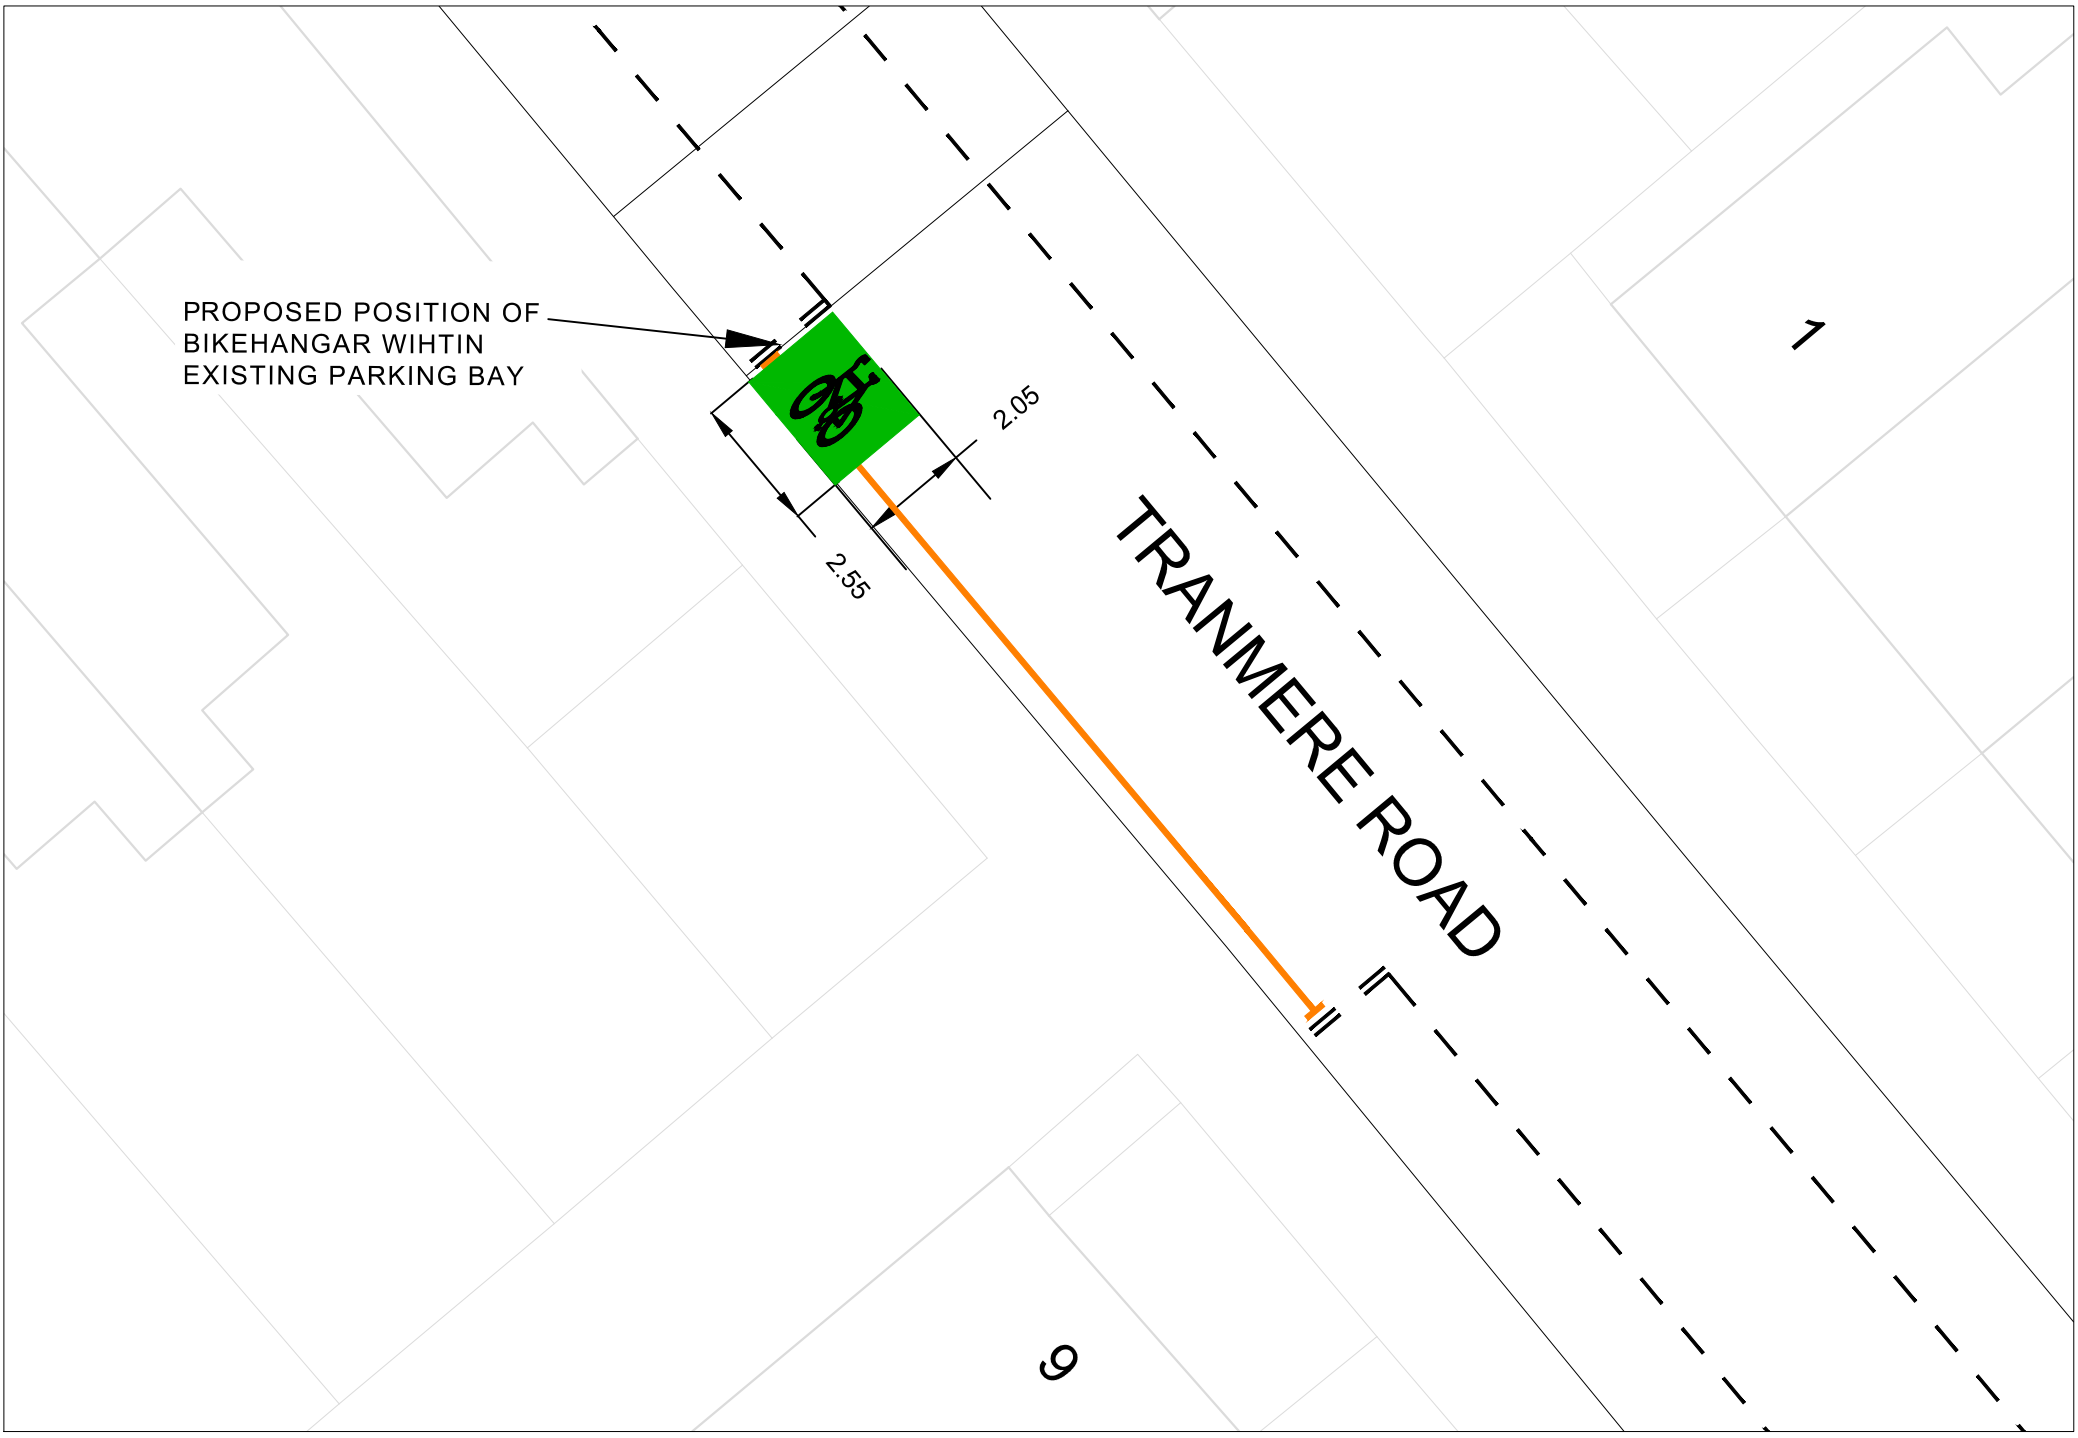 PROPOSED POSITION OF
BIKEHANGAR WIHTIN
EXISTING PARKING BAY
2.05
2.55
TRANMERE ROAD
1
9